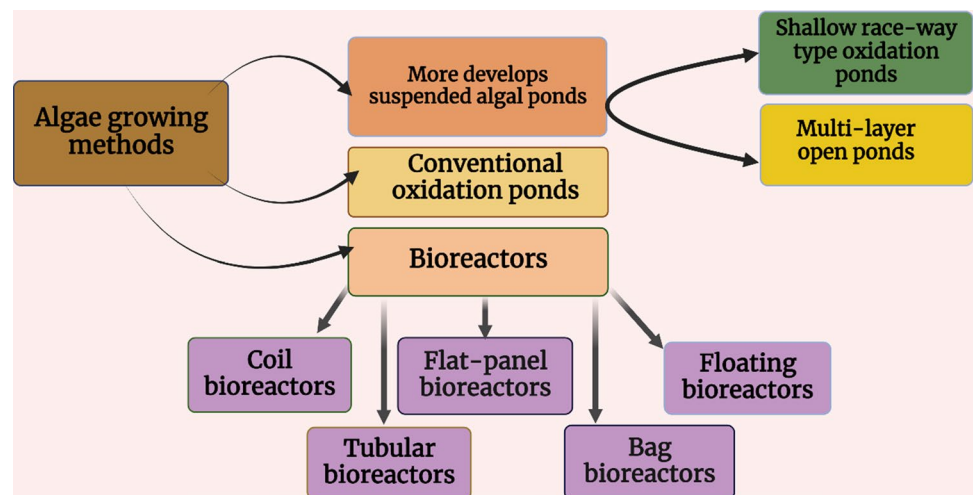 Algae growing
methods
More develops
suspended algal ponds
Shallow race-way
type oxidation
ponds
Multi-layer
open ponds
Conventional
oxidation ponds
Bioreactors
Coil
bioreactors
Flat-panel
bioreactors
Floating
bioreactors
Tubular
bioreactors
Bag
bioreactors